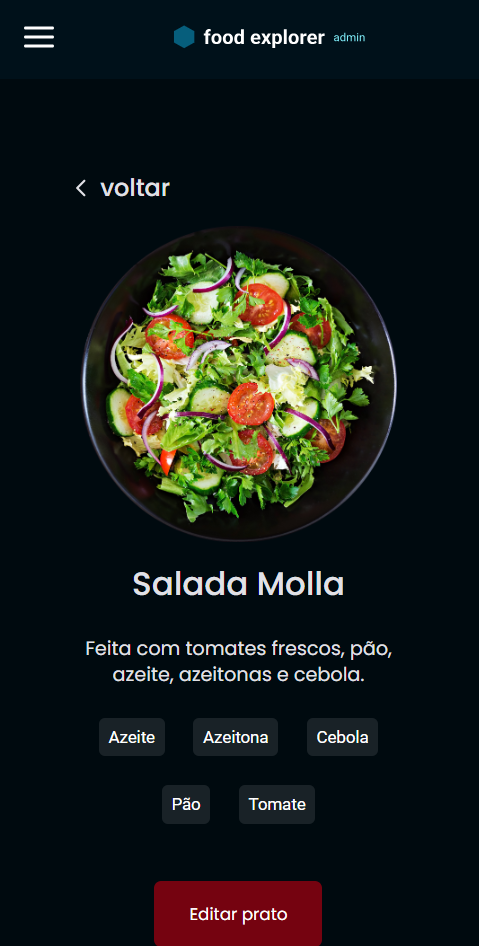 food explorer admin
voltar
Salada Molla
Feita com tomates frescos, pão,
azeite, azeitonas e cebola.
Azeite Azeitona Cebola
Pão Tomate
Editar prato